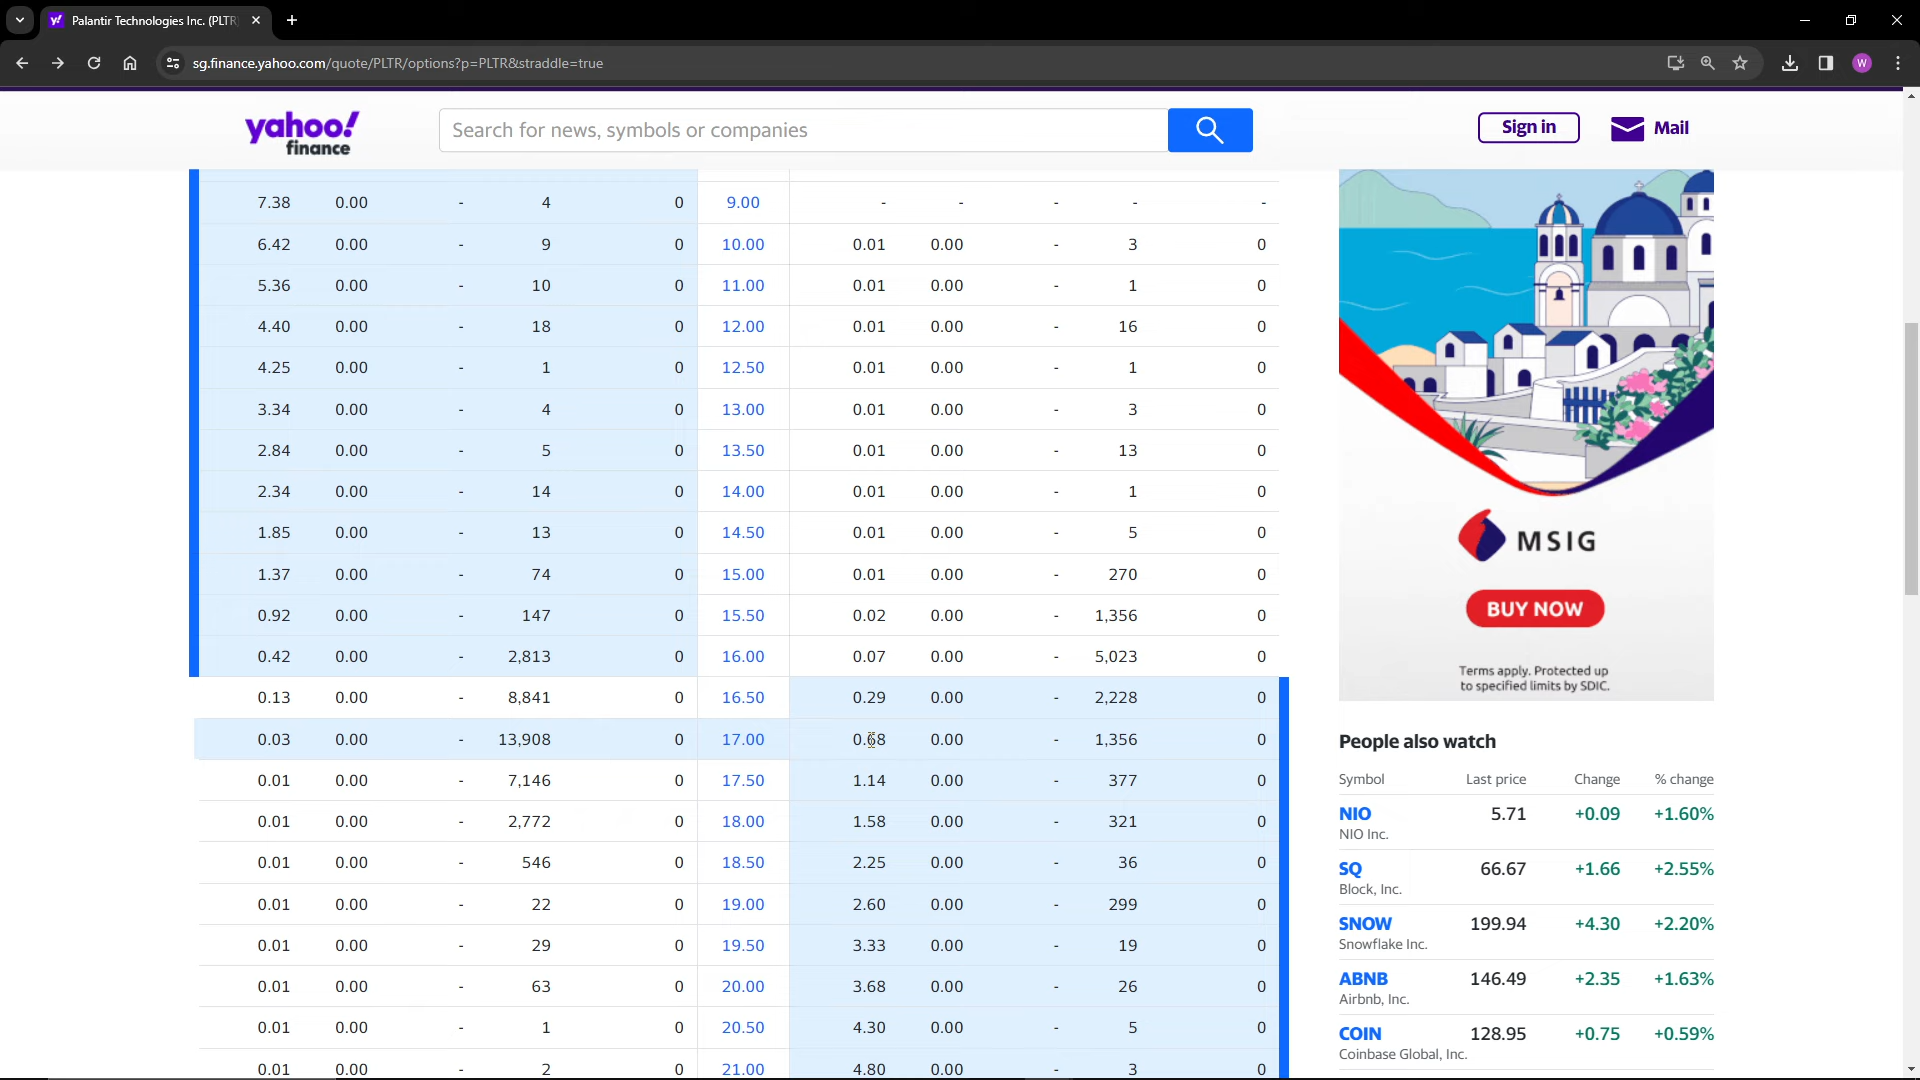 Palantir Technologies Inc. (PLTR
sg.finance.yahoo.com/quote/PLTR/options?p=PLTR&straddle=true
W
yahoo!
finance
Search for news, symbols or companies
Sign in
Mail
7.38 0.00 - 4 0 9.00 - - - - -
6.42 0.00 - 9 0 10.00 0.01 0.00 - 3 0
5.36 0.00 - 10 0 11.00 0.01 0.00 - 1 0
4.40 0.00 - 18 0 12.00 0.01 0.00 - 16 0
4.25 0.00 - 1 0 12.50 0.01 0.00 - 1 0
3.34 0.00 - 4 0 13.00 0.01 0.00 - 3 0
2.84 0.00 - 5 0 13.50 0.01 0.00 - 13 0
2.34 0.00 - 14 0 14.00 0.01 0.00 - 1 0
1.85 0.00 - 13 0 14.50 0.01 0.00 - 5 0
1.37 0.00 - 74 0 15.00 0.01 0.00 - 270 0
0.92 0.00 - 147 0 15.50 0.02 0.00 - 1,356 0
0.42 0.00 - 2,813 0 16.00 0.07 0.00 - 5,023 0
0.13 0.00 - 8,841 0 16.50 0.29 0.00 - 2,228 0
0.03 0.00 - 13,908 0 17.00 0.68 0.00 - 1,356 0
0.01 0.00 - 7,146 0 17.50 1.14 0.00 - 377 0
0.01 0.00 - 2,772 0 18.00 1.58 0.00 - 321 0
0.01 0.00 - 546 0 18.50 2.25 0.00 - 36 0
0.01 0.00 - 22 0 19.00 2.60 0.00 - 299 0
0.01 0.00 - 29 0 19.50 3.33 0.00 - 19 0
0.01 0.00 - 63 0 20.00 3.68 0.00 - 26 0
0.01 0.00 - 1 0 20.50 4.30 0.00 - 5 0
0.01 0.00 - 2 0 21.00 4.80 0.00 - 3 0
MSIG
BUY NOW
Terms apply. Protected up
to specified limits by SDIC.
People also watch
Symbol Last price Change % change
NIO 5.71 +0.09 +1.60%
NIO Inc.
SQ 66.67 +1.66 +2.55%
Block, Inc.
SNOW 199.94 +4.30 +2.20%
Snowflake Inc.
ABNB 146.49 +2.35 +1.63%
Airbnb, Inc.
COIN 128.95 +0.75 +0.59%
Coinbase Global, Inc.